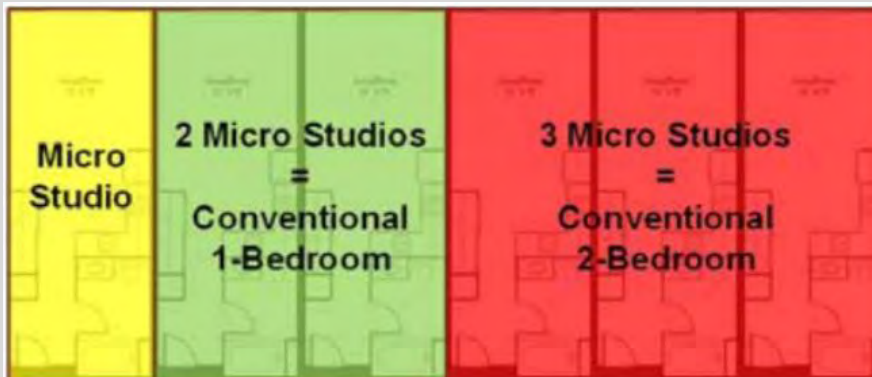 Micro
Studio
2 Micro Studios
=
Conventional
1-Bedroom
3 Micro Studios
=
Conventional
2-Bedroom